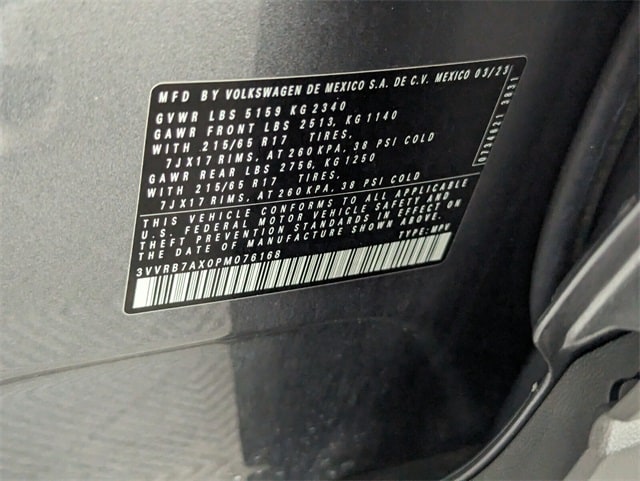 MFD BY VOLKSWAGEN DE MEXICO S.A. DE C.V. MEXICO 03/23
GVWR LBS 5159 KG 2340
GAWR FRONT LBS 2513, KG 1140
WITH 215/65 R17 TIRES,
7JX17 RIMS, AT 260 KPA, 38 PSI COLD
GAWR REAR LBS 2756, KG 1250
WITH 215/65 R17 TIRES,
7JX17 RIMS, AT 260 KPA, 38 PSI COLD
THIS VEHICLE CONFORMS TO ALL APPLICABLE
U.S. FEDERAL MOTOR VEHICLE SAFETY AND
THEFT PREVENTION STANDARDS IN EFFECT ON
THE DATE OF MANUFACTURE SHOWN ABOVE.
TYPE: MPV
3VVRB7AX0PM076168